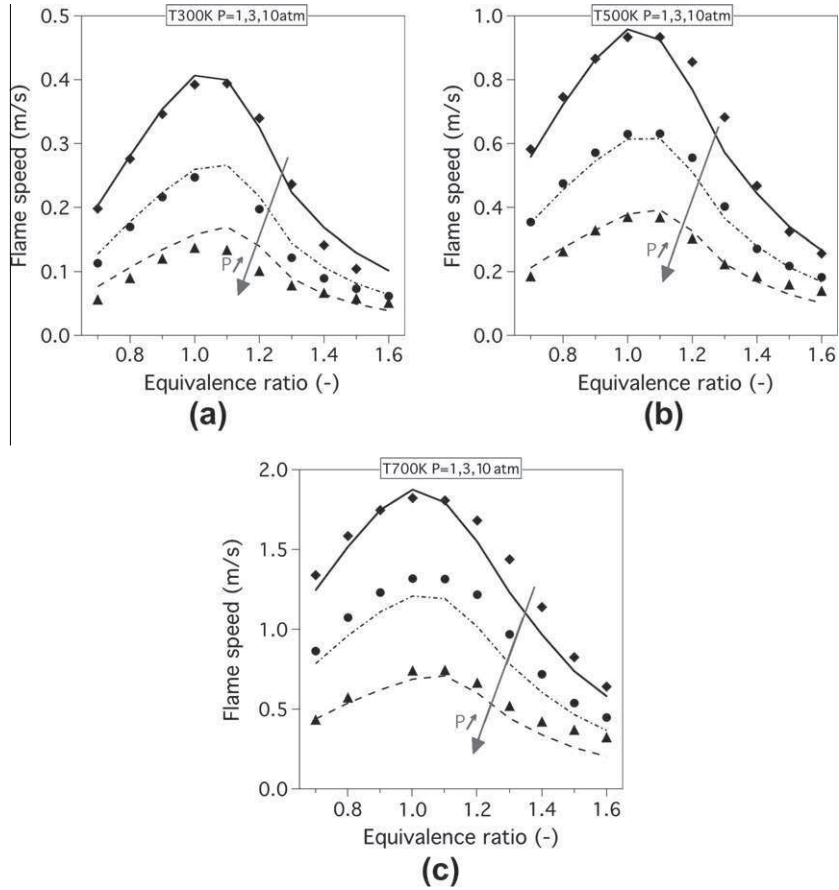 T300K P=1,3,10atm
0.5
0.4
0.3
0.2
0.1
0.0
Flame speed (m/s)
P
0.8 1.0 1.2 1.4 1.6
Equivalence ratio (-)
(a)
T500K P=1,3,10atm
1.0
0.8
0.6
0.4
0.2
0.0
Flame speed (m/s)
P
0.8 1.0 1.2 1.4 1.6
Equivalence ratio (-)
(b)
T700K P=1,3,10 atm
2.0
1.5
1.0
0.5
0.0
Flame speed (m/s)
P
0.8 1.0 1.2 1.4 1.6
Equivalence ratio (-)
(c)